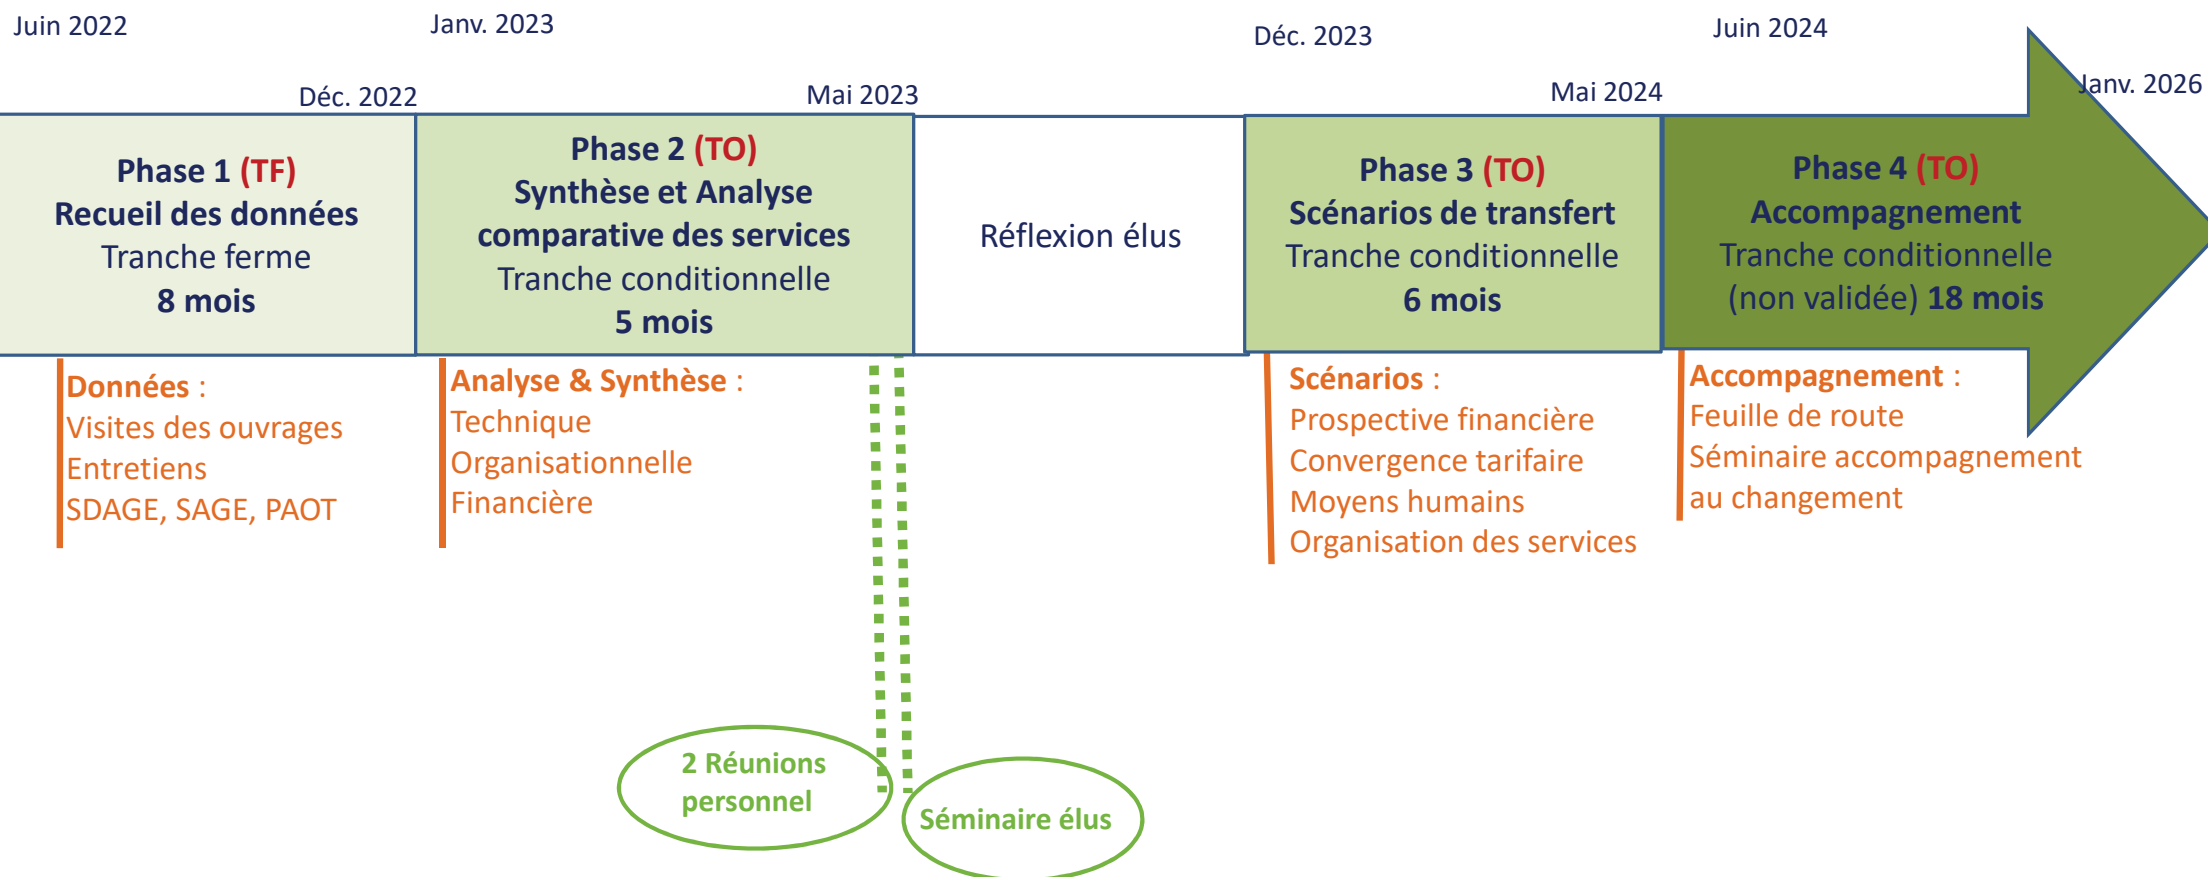 Juin 2022
Janv. 2023
Déc. 2023
Juin 2024
Déc. 2022
Mai 2023
Mai 2024
Janv. 2026
Phase 1 (TF)
Recueil des données
Tranche ferme
8 mois
Phase 2 (TO)
Synthèse et Analyse
comparative des services
Tranche conditionnelle
5 mois
Réflexion élus
Phase 3 (TO)
Scénarios de transfert
Tranche conditionnelle
6 mois
Phase 4 (TO)
Accompagnement
Tranche conditionnelle
(non validée) 18 mois
Données :
Visites des ouvrages
Entretiens
SDAGE, SAGE, PAOT
Analyse & Synthèse :
Technique
Organisationnelle
Financière
Scénarios :
Prospective financière
Convergence tarifaire
Moyens humains
Organisation des services
Accompagnement :
Feuille de route
Séminaire accompagnement
au changement
2 Réunions
personnel
Séminaire élus